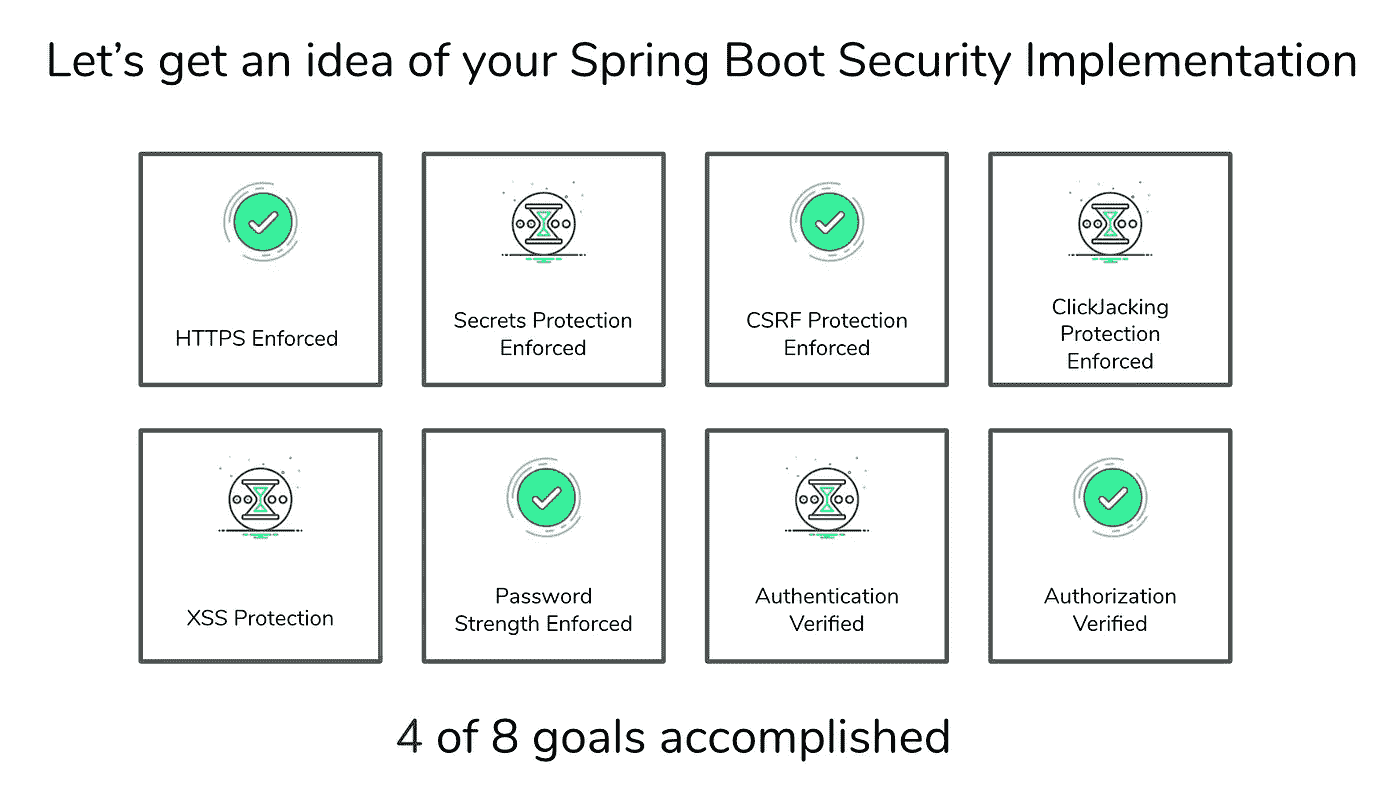 Let’s get an idea of your Spring Boot Security Implementation
HTTPS Enforced
Secrets Protection
Enforced
CSRF Protection
Enforced
ClickJacking
Protection
Enforced
XSS Protection
Password
Strength Enforced
Authentication
Verified
Authorization
Verified
4 of 8 goals accomplished